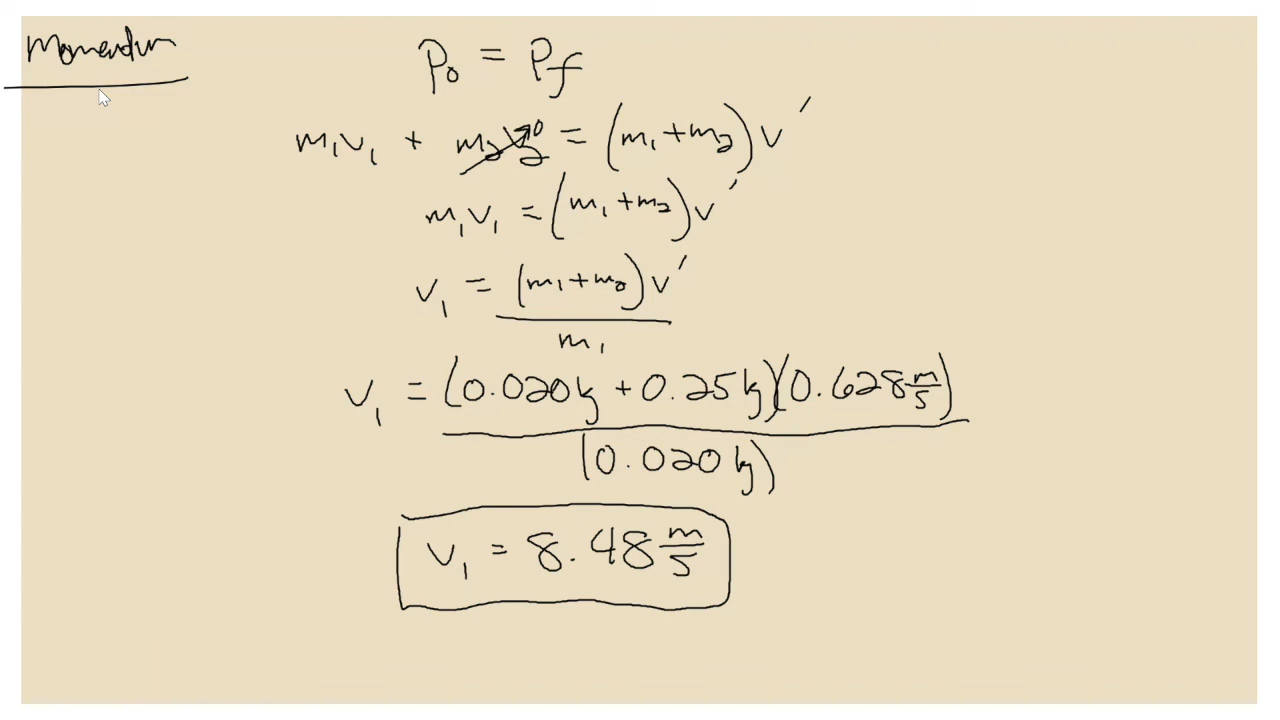 Momentum
P₀ = P_f
m₁v₁ + m₂v₂⁰ = (m₁+m₂)v′
m₁v₁ = (m₁+m₂)v′
v₁ = (m₁+m₂)v′
m₁
v₁ = (0.020kg + 0.25kg)(0.628 m/s)
(0.020kg)
v₁ = 8.48 m/s